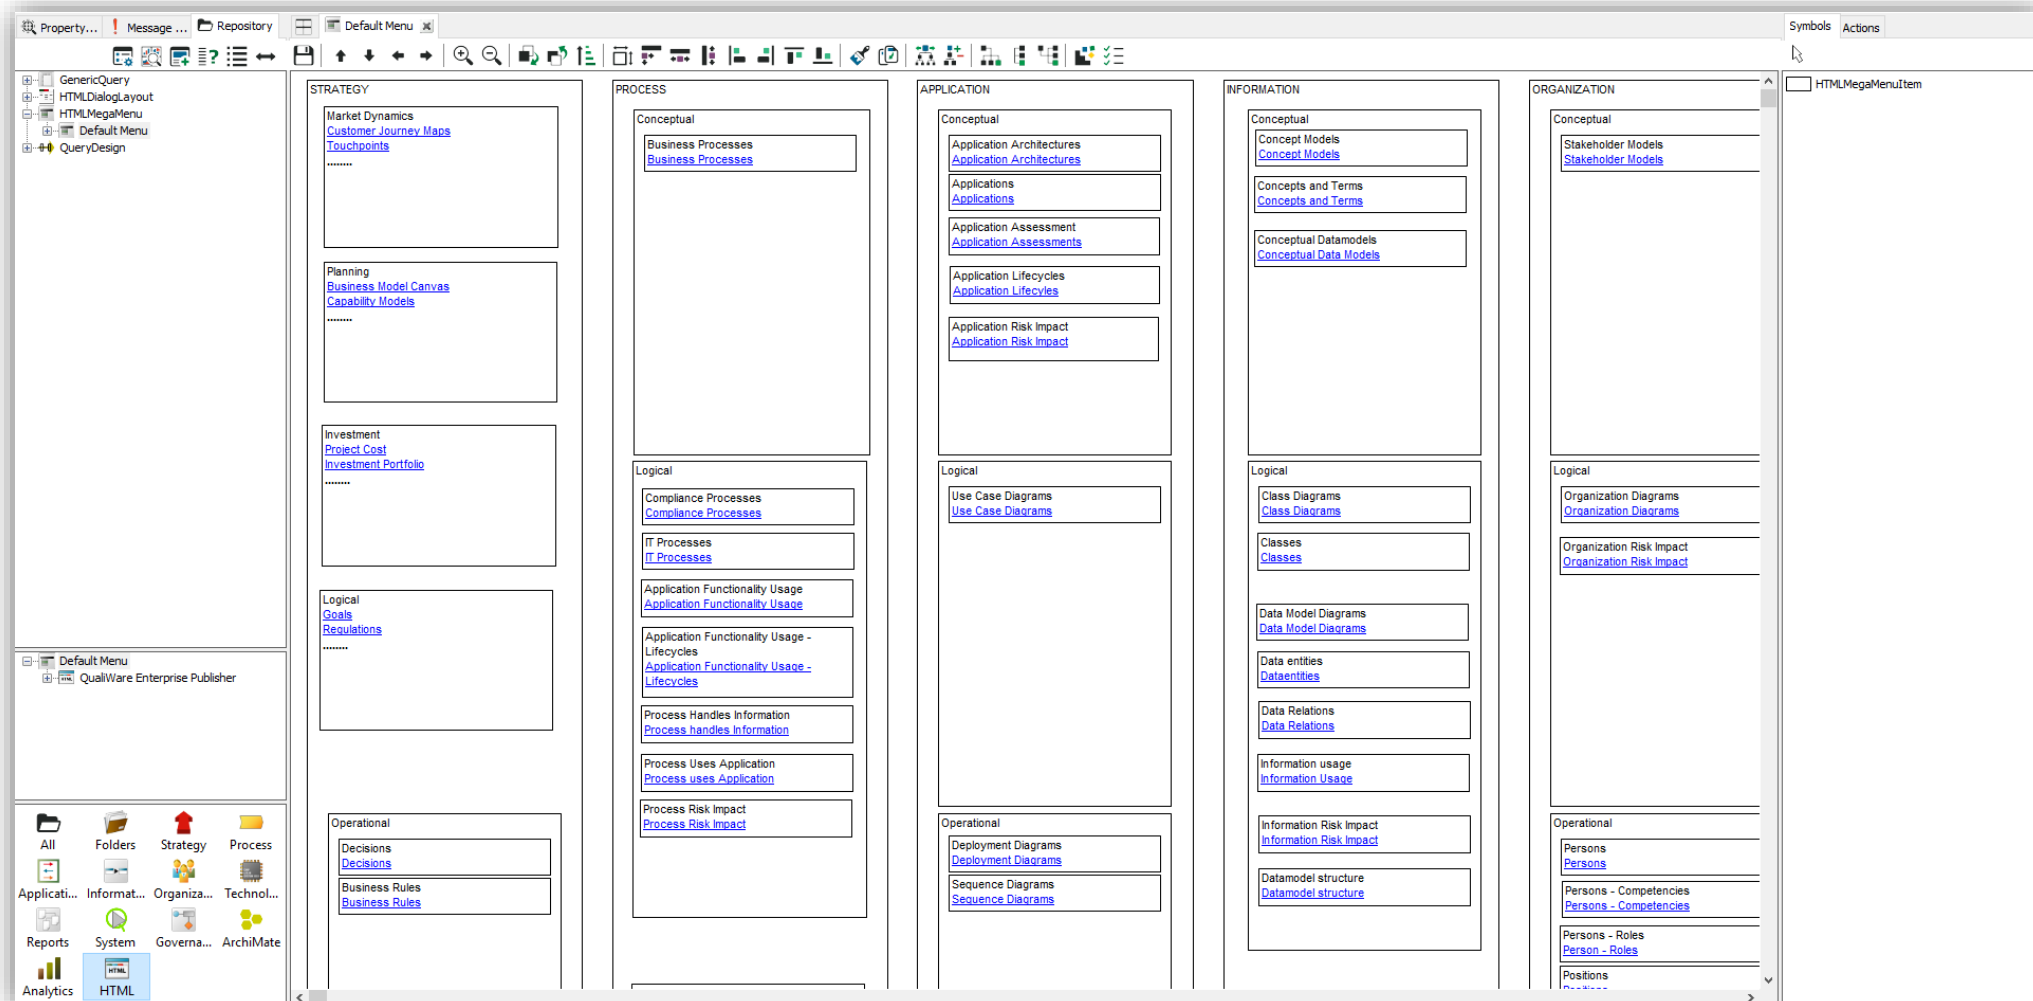 Property...
Message ...
Repository
Default Menu
Symbols
Actions
GenericQuery
HTMLDialogLayout
HTMLMegaMenu
Default Menu
QueryDesign
Default Menu
QualiWare Enterprise Publisher
All
Folders
Strategy
Process
Applicati...
Informat...
Organiza...
Technol...
Reports
System
Governa...
ArchiMate
Analytics
HTML
HTML
STRATEGY
Market Dynamics
Customer Journey Maps
Touchpoints
........
Planning
Business Model Canvas
Capability Models
........
Investment
Project Cost
Investment Portfolio
........
Logical
Goals
Regulations
........
Operational
Decisions
Decisions
Business Rules
Business Rules
PROCESS
Conceptual
Business Processes
Business Processes
Logical
Compliance Processes
Compliance Processes
IT Processes
IT Processes
Application Functionality Usage
Application Functionality Usage
Application Functionality Usage -
Lifecycles
Application Functionality Usage -
Lifecycles
Process Handles Information
Process handles Information
Process Uses Application
Process uses Application
Process Risk Impact
Process Risk Impact
APPLICATION
Conceptual
Application Architectures
Application Architectures
Applications
Applications
Application Assessment
Application Assessments
Application Lifecycles
Application Lifecyles
Application Risk Impact
Application Risk Impact
Logical
Use Case Diagrams
Use Case Diagrams
Operational
Deployment Diagrams
Deployment Diagrams
Sequence Diagrams
Sequence Diagrams
INFORMATION
Conceptual
Concept Models
Concept Models
Concepts and Terms
Concepts and Terms
Conceptual Datamodels
Conceptual Data Models
Logical
Class Diagrams
Class Diagrams
Classes
Classes
Data Model Diagrams
Data Model Diagrams
Data entities
Dataentities
Data Relations
Data Relations
Information usage
Information Usage
Information Risk Impact
Information Risk Impact
Datamodel structure
Datamodel structure
ORGANIZATION
Conceptual
Stakeholder Models
Stakeholder Models
Logical
Organization Diagrams
Organization Diagrams
Organization Risk Impact
Organization Risk Impact
Operational
Persons
Persons
Persons - Competencies
Persons - Competencies
Persons - Roles
Person - Roles
Positions
HTMLMegaMenuItem